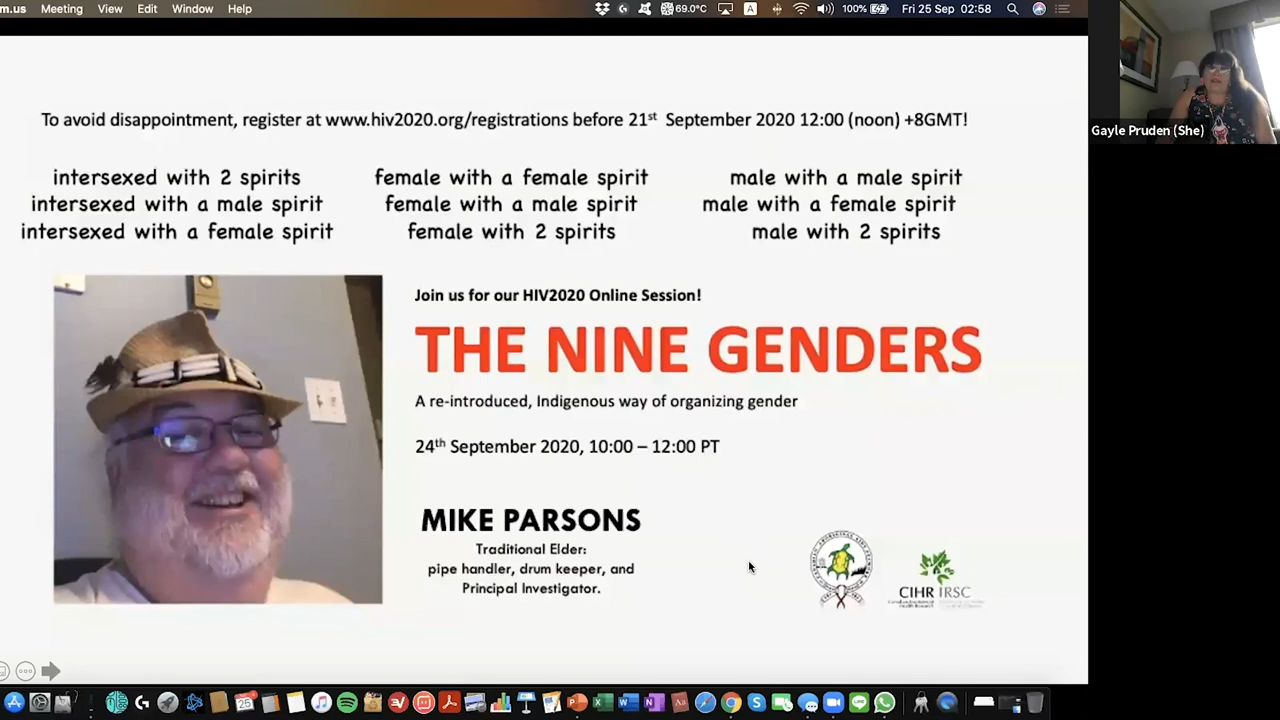 m.us Meeting View Edit Window Help 69.0°C A 100% Fri 25 Sep 02:58
Gayle Pruden (She)
To avoid disappointment, register at www.hiv2020.org/registrations before 21st September 2020 12:00 (noon) +8GMT!
intersexed with 2 spirits
intersexed with a male spirit
intersexed with a female spirit
female with a female spirit
female with a male spirit
female with 2 spirits
male with a male spirit
male with a female spirit
male with 2 spirits
Join us for our HIV2020 Online Session!
THE NINE GENDERS
A re-introduced, Indigenous way of organizing gender
24th September 2020, 10:00 – 12:00 PT
MIKE PARSONS
Traditional Elder:
pipe handler, drum keeper, and
Principal Investigator.
CIHR IRSC
25